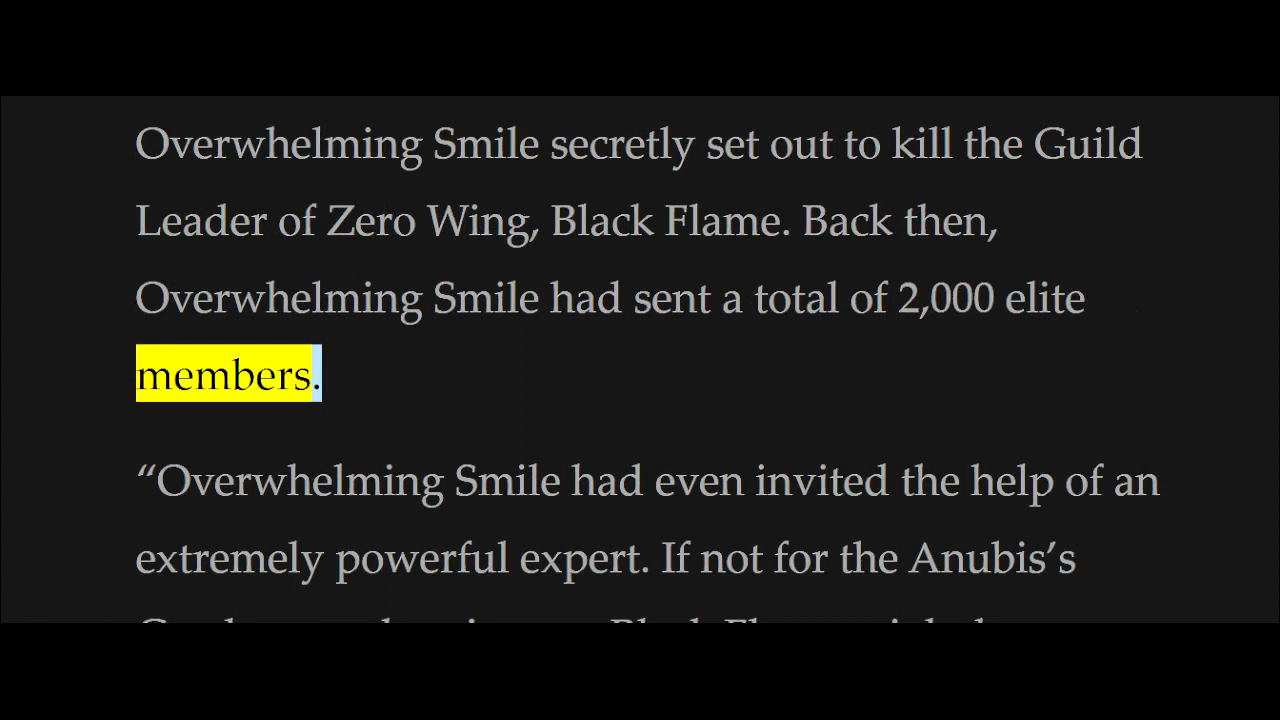 Overwhelming Smile secretly set out to kill the Guild
Leader of Zero Wing, Black Flame. Back then,
Overwhelming Smile had sent a total of 2,000 elite
members.
“Overwhelming Smile had even invited the help of an
extremely powerful expert. If not for the Anubis’s